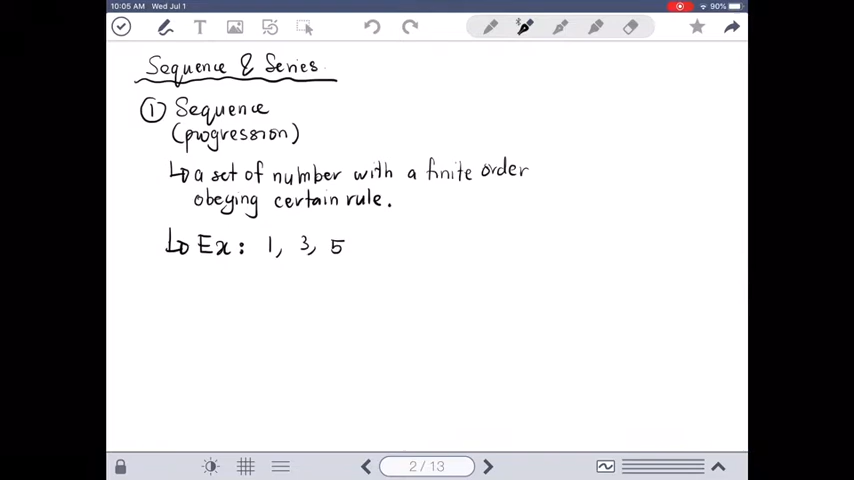 10:05 AM Wed Jul 1 90%
T
Sequence & Series
① Sequence
(progression)
a set of number with a finite order
obeying certain rule.
Ex: 1, 3, 5
2 / 13